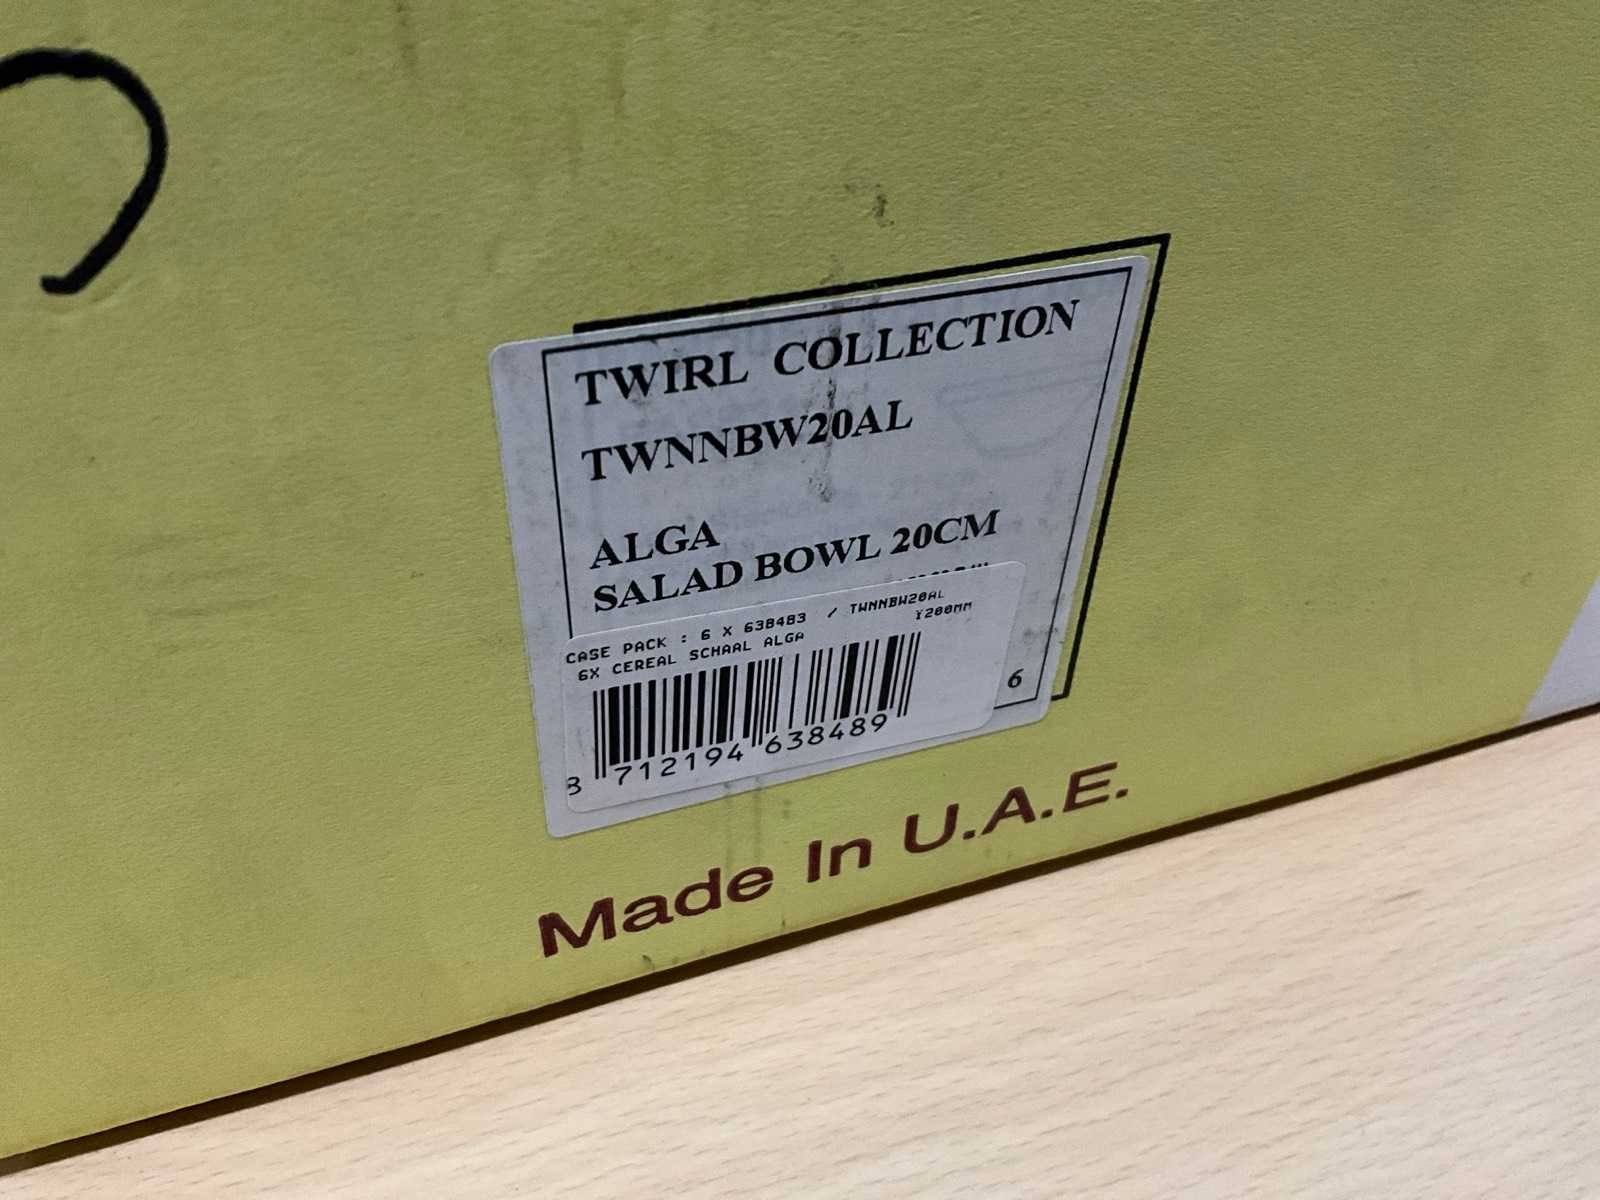 TWIRL COLLECTION
TWNNBW20AL
ALGA
SALAD BOWL 20CM
CASE PACK : 6 X 638483 / TWNNBW20AL
6X CEREAL SCHAAL ALGA ¥200MM
8 712194 638489
6
Made In U.A.E.